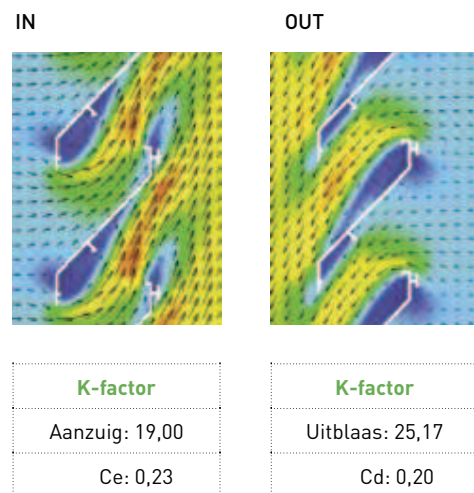 IN
OUT
K-factor
Aanzuig: 19,00
Ce: 0,23
K-factor
Uitblaas: 25,17
Cd: 0,20